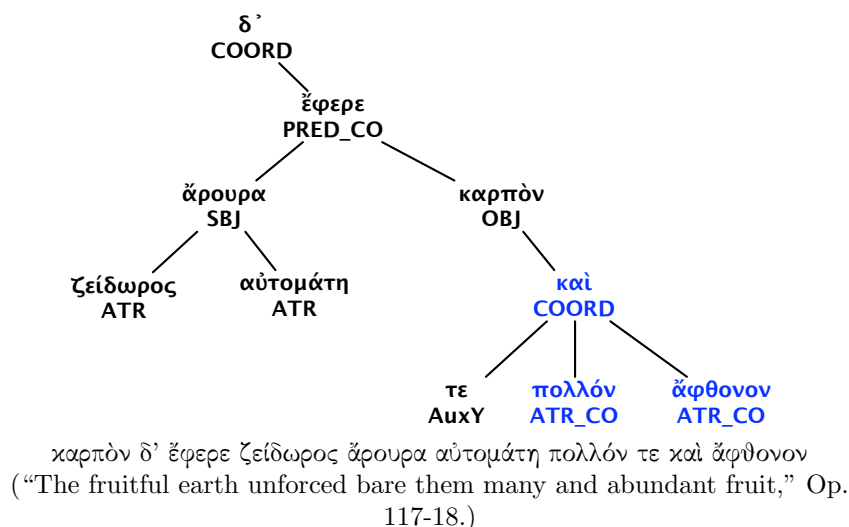 δ᾽
COORD
ἔφερε
PRED_CO
ἄρουρα καρπὸν
SBJ OBJ
ζείδωρος αὐτομάτη καὶ
ATR ATR COORD
τε πολλόν ἄφθονον
AuxY ATR_CO ATR_CO
καρπὸν δ’ ἔφερε ζείδωρος ἄρουρα αὐτομάτη πολλόν τε καὶ ἄφθονον
(“The fruitful earth unforced bare them many and abundant fruit,” Op.
117-18.)